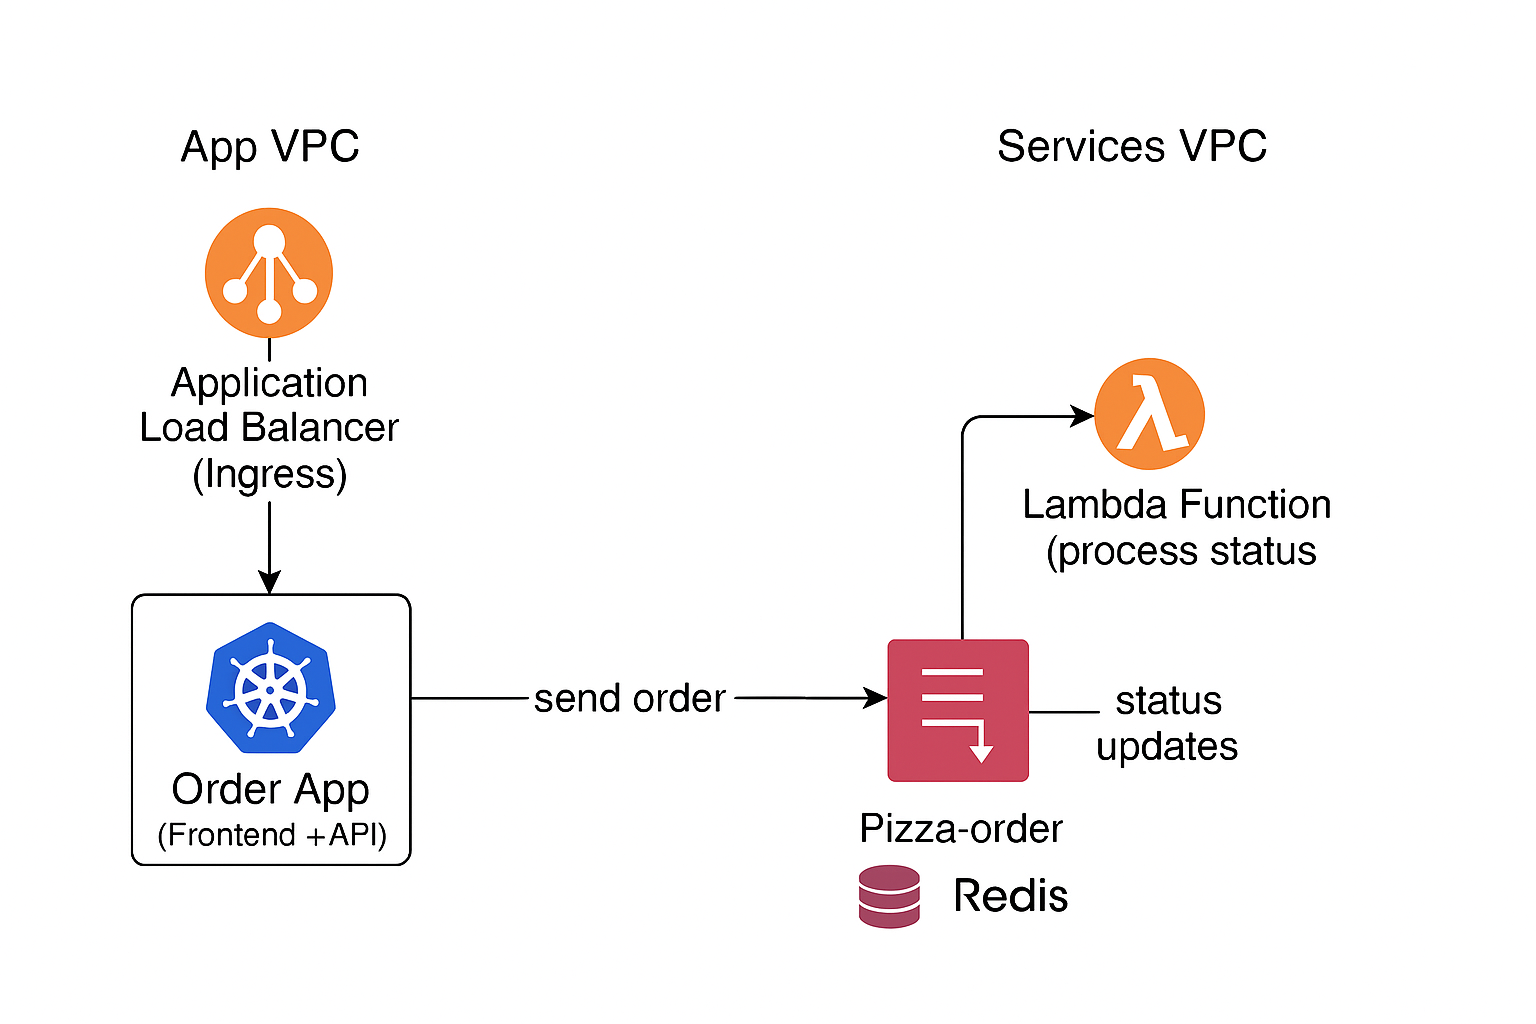 App VPC
Services VPC
Application
Load Balancer
(Ingress)
Lambda Function
(process status
send order
status
updates
Order App
(Frontend +API)
Pizza-order
Redis